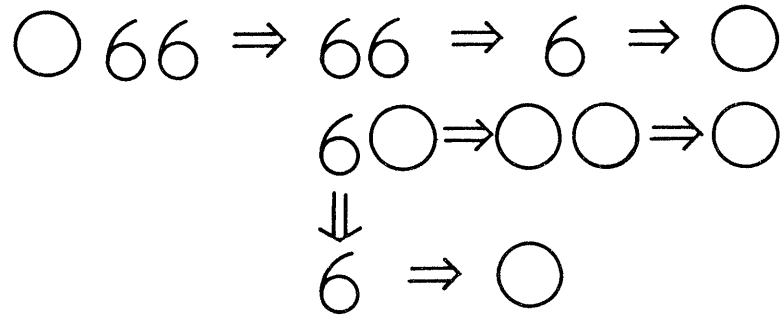 ○ 66 ⇒ 66 ⇒ 6 ⇒ ○
6 ○ ⇒ ○ ○ ⇒ ○
⇓
6 ⇒ ○